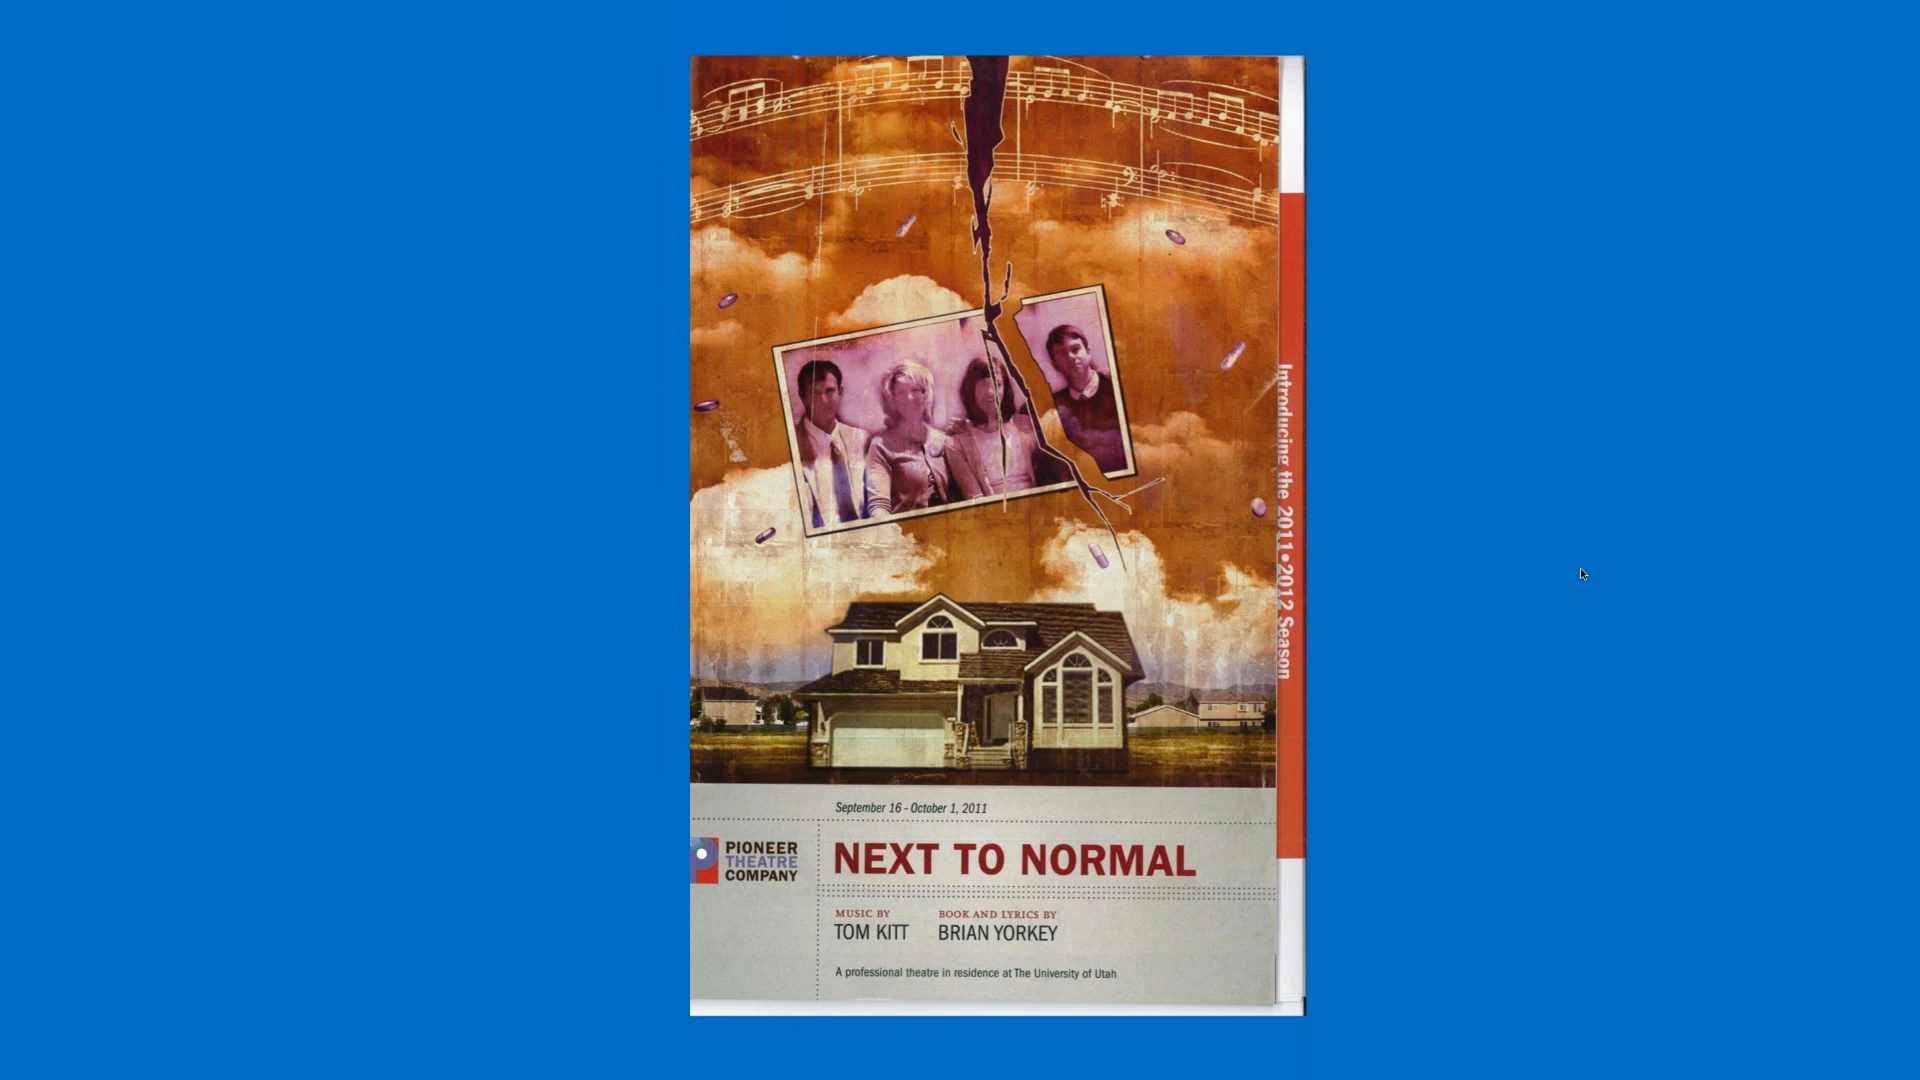 Introducing the 2011•2012 Season
September 16 - October 1, 2011
PIONEER
THEATRE
COMPANY
NEXT TO NORMAL
MUSIC BY
TOM KITT
BOOK AND LYRICS BY
BRIAN YORKEY
A professional theatre in residence at The University of Utah